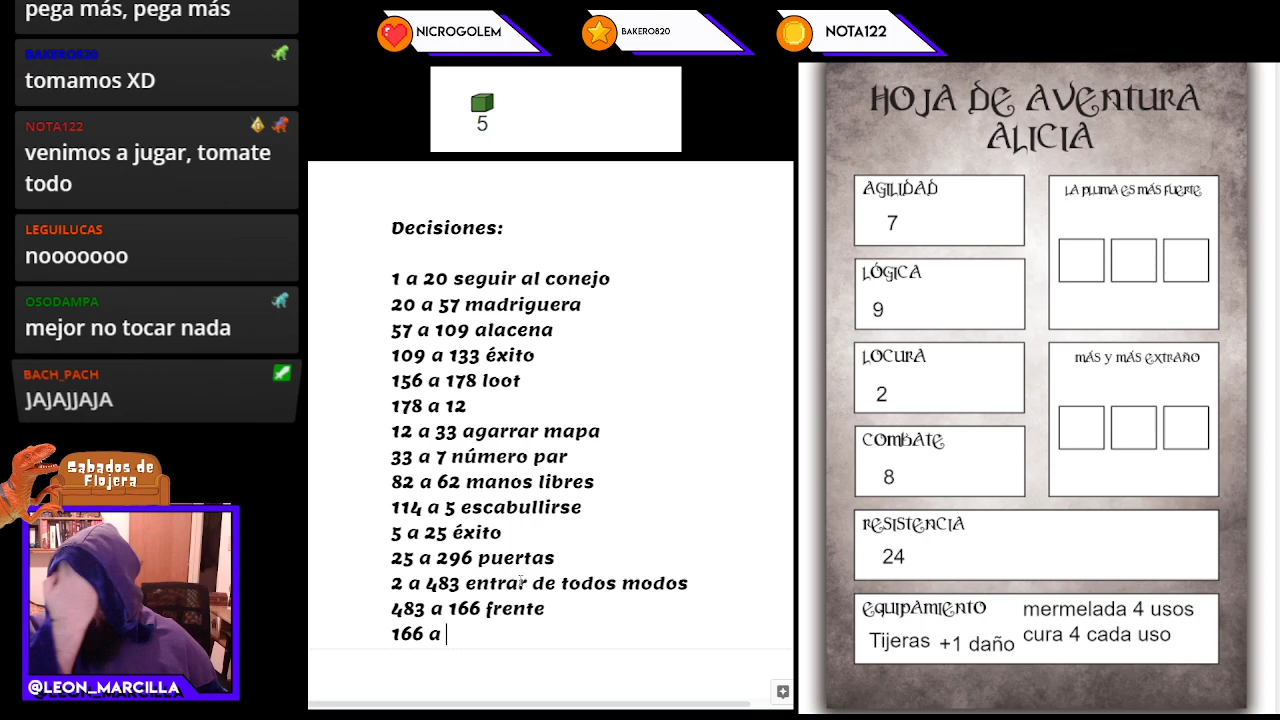 pega más, pega más
BAKERO820
tomamos XD
NOTA122
venimos a jugar, tomate
todo
LEGUILUCAS
nooooooo
OSODAMPA
mejor no tocar nada
BACH_PACH
JAJAJJAJA
Sabados de
Flojera
@LEON_MARCILLA
NICROGOLEM
BAKERO820
NOTA122
5
Decisiones:
1 a 20 seguir al conejo
20 a 57 madriguera
57 a 109 alacena
109 a 133 éxito
156 a 178 loot
178 a 12
12 a 33 agarrar mapa
33 a 7 número par
82 a 62 manos libres
114 a 5 escabullirse
5 a 25 éxito
25 a 296 puertas
2 a 483 entrar de todos modos
483 a 166 frente
166 a
HOJA DE AVENTURA
ALICIA
AGILIDAD
7
LÓGICA
9
LOCURA
2
COMBATE
8
LA PLUMA ES MÁS FUERTE
MÁS Y MÁS EXTRAÑO
RESISTENCIA
24
EQUIPAMIENTO
Tijeras +1 daño
mermelada 4 usos
cura 4 cada uso